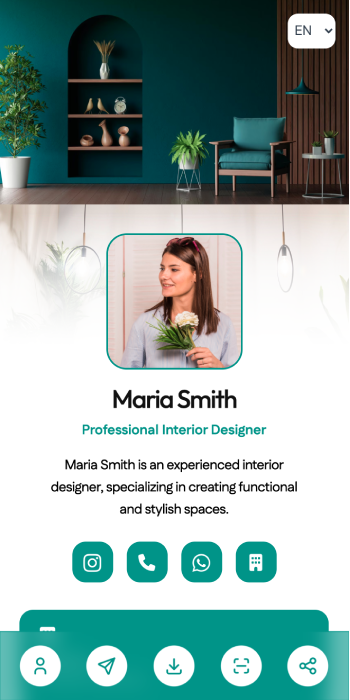 EN
Maria Smith
Professional Interior Designer
Maria Smith is an experienced interior
designer, specializing in creating functional
and stylish spaces.